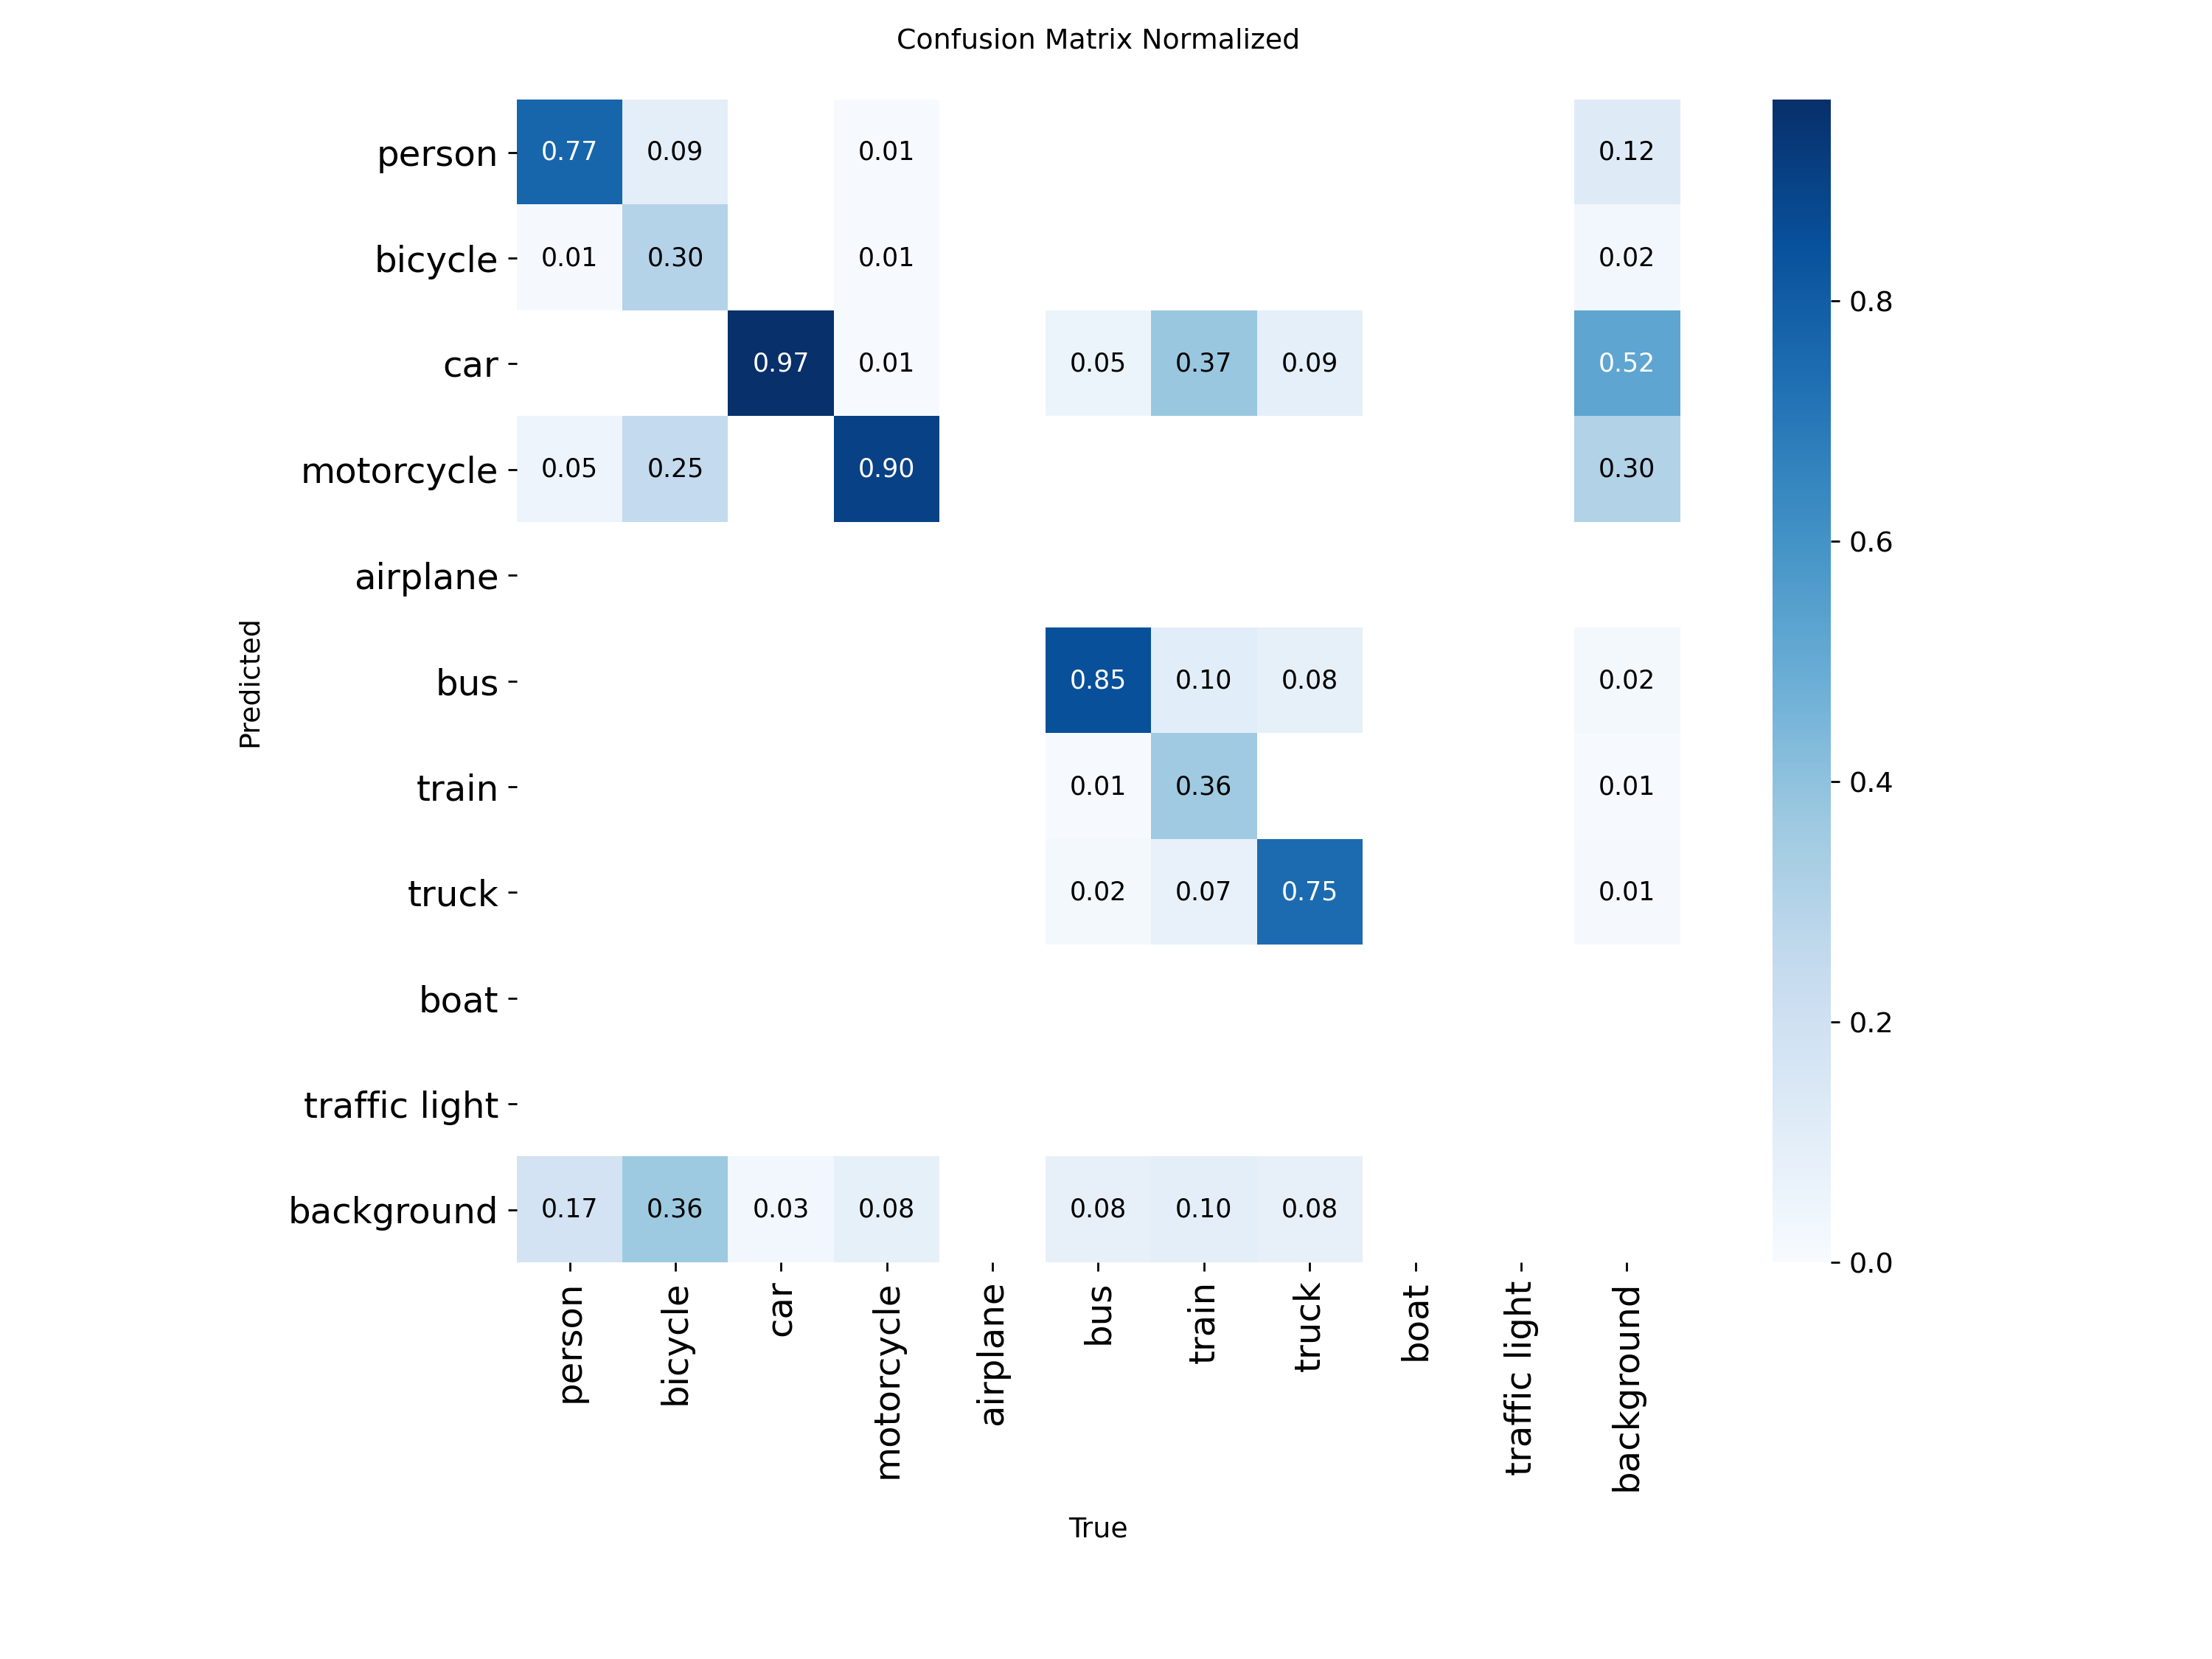 Confusion Matrix Normalized
person 0.77 0.09 0.01 0.12
bicycle 0.01 0.30 0.01 0.02
car 0.97 0.01 0.05 0.37 0.09 0.52
0.8
motorcycle 0.05 0.25 0.90 0.30
0.6
airplane
Predicted
bus 0.85 0.10 0.08 0.02
train 0.01 0.36 0.01
0.4
truck 0.02 0.07 0.75 0.01
boat
0.2
traffic light
background 0.17 0.36 0.03 0.08 0.08 0.10 0.08
0.0
person
bicycle
car
motorcycle
airplane
bus
train
truck
boat
traffic light
background
True